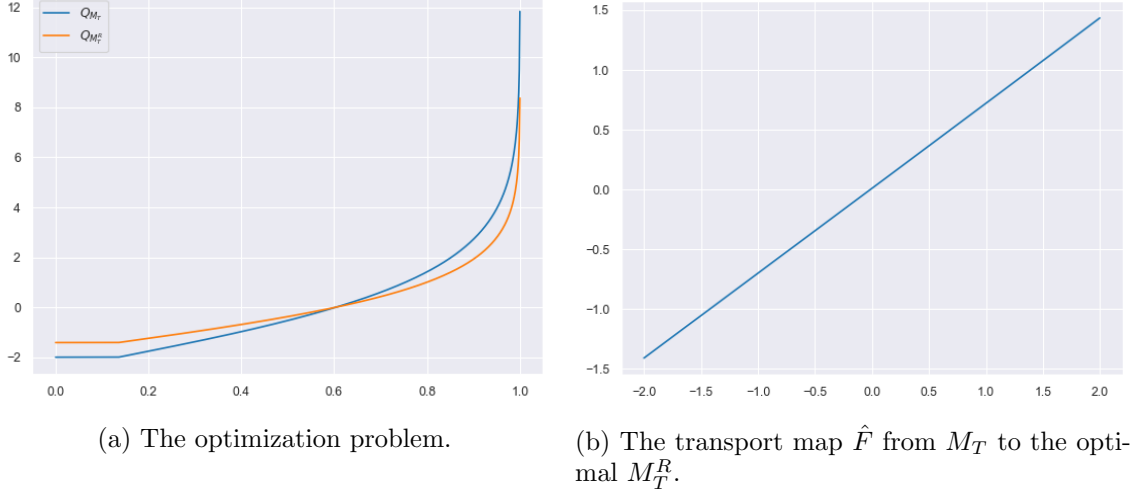 12
10
8
6
4
2
0
−2
Q_{M_T}
Q_{M_T^R}
0.0 0.2 0.4 0.6 0.8 1.0
1.5
1.0
0.5
0.0
−0.5
−1.0
−1.5
−2.0 −1.5 −1.0 −0.5 0.0 0.5 1.0 1.5 2.0
(a) The optimization problem.
(b) The transport map F̂ from M_T to the opti-
mal M_T^R.